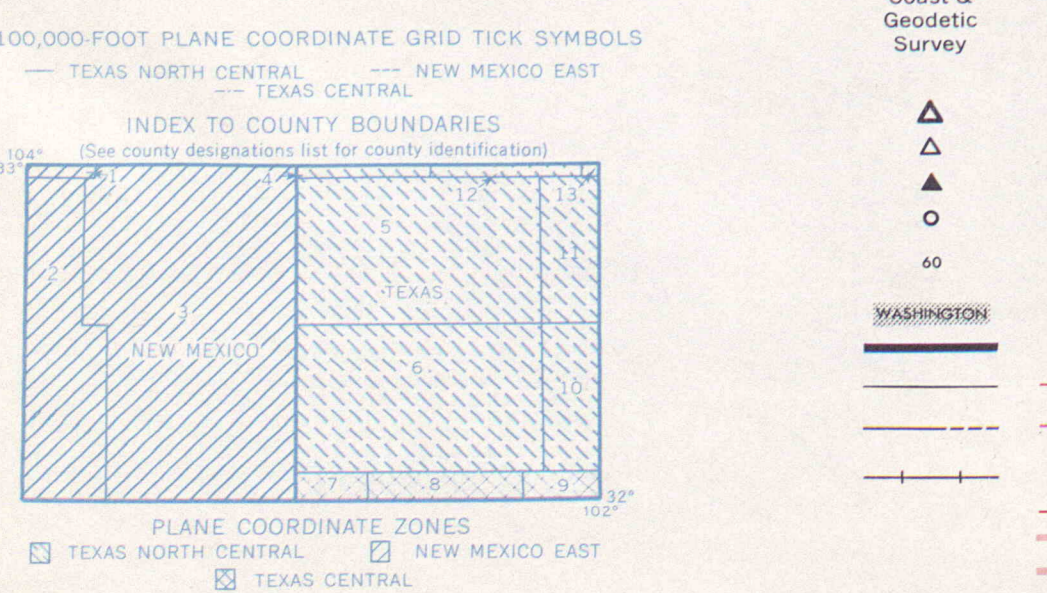 100,000-FOOT PLANE COORDINATE GRID TICK SYMBOLS
TEXAS NORTH CENTRAL NEW MEXICO EAST
TEXAS CENTRAL
INDEX TO COUNTY BOUNDARIES
(See county designations list for county identification)
104°
33°
1
4
12
13
5
2
11
TEXAS
3
NEW MEXICO
6
10
7
8
9
32°
102°
PLANE COORDINATE ZONES
TEXAS NORTH CENTRAL NEW MEXICO EAST
TEXAS CENTRAL
Coast &
Geodetic
Survey
60
WASHINGTON